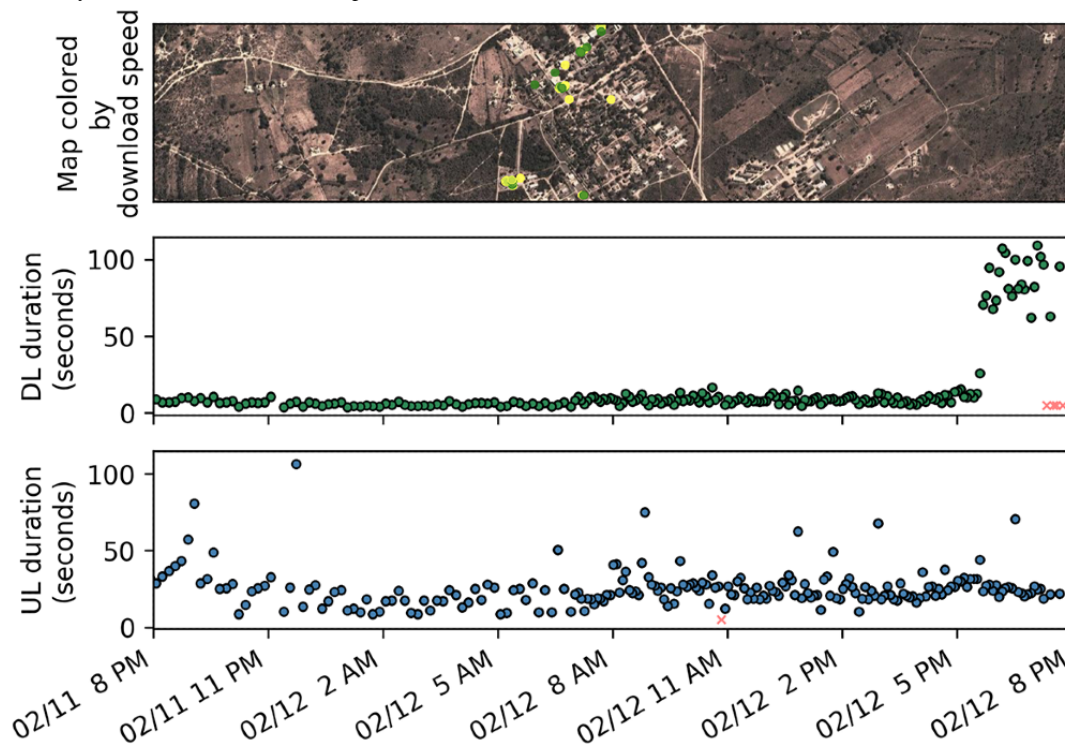 Map colored
by
download speed
DL duration
(seconds)
100
50
0
UL duration
(seconds)
100
50
0
02/11 8 PM
02/11 11 PM
02/12 2 AM
02/12 5 AM
02/12 8 AM
02/12 11 AM
02/12 2 PM
02/12 5 PM
02/12 8 PM